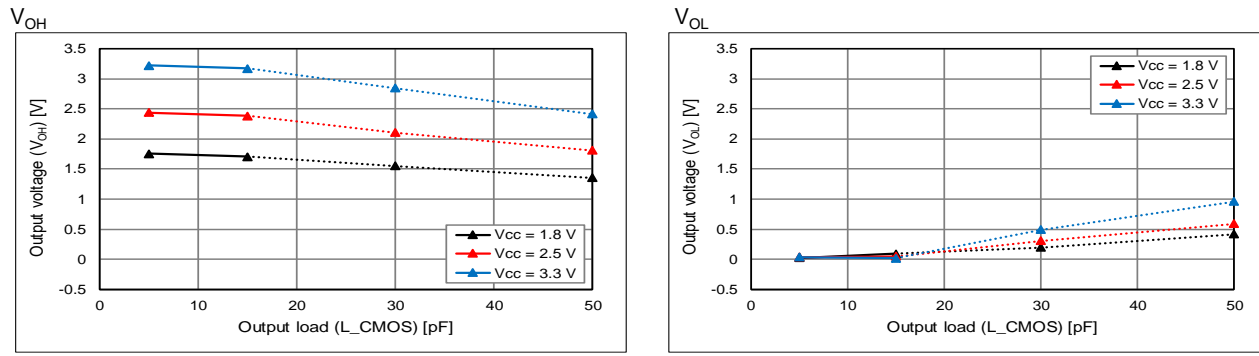 VOH
3.5
3
2.5
2
1.5
1
0.5
0
-0.5
Output voltage (VOH) [V]
Vcc = 1.8 V
Vcc = 2.5 V
Vcc = 3.3 V
0 10 20 30 40 50
Output load (L_CMOS) [pF]
VOL
3.5
3
2.5
2
1.5
1
0.5
0
-0.5
Output voltage (VOL) [V]
Vcc = 1.8 V
Vcc = 2.5 V
Vcc = 3.3 V
0 10 20 30 40 50
Output load (L_CMOS) [pF]